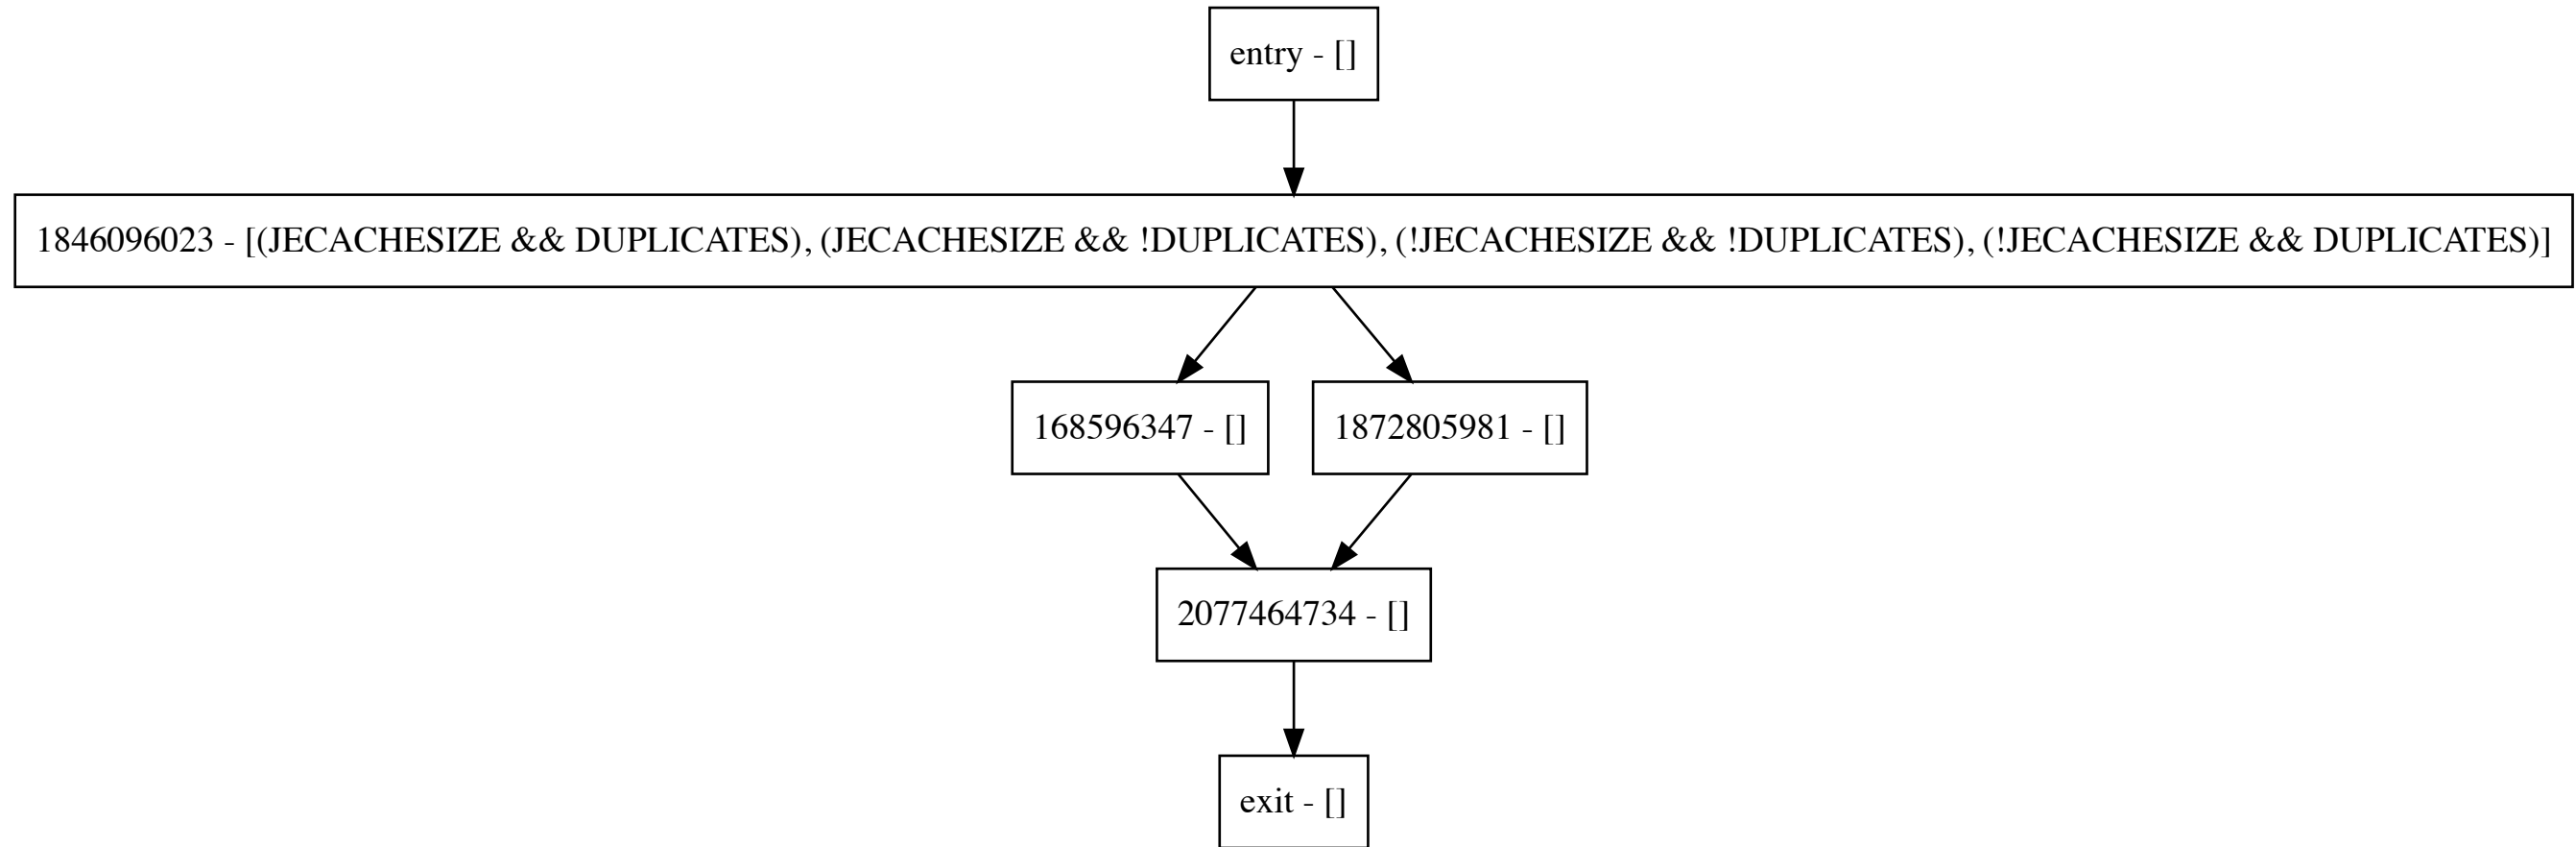 entry - []
1846096023 - [(JECACHESIZE && DUPLICATES), (JECACHESIZE && !DUPLICATES), (!JECACHESIZE && !DUPLICATES), (!JECACHESIZE && DUPLICATES)]
168596347 - []
1872805981 - []
2077464734 - []
exit - []